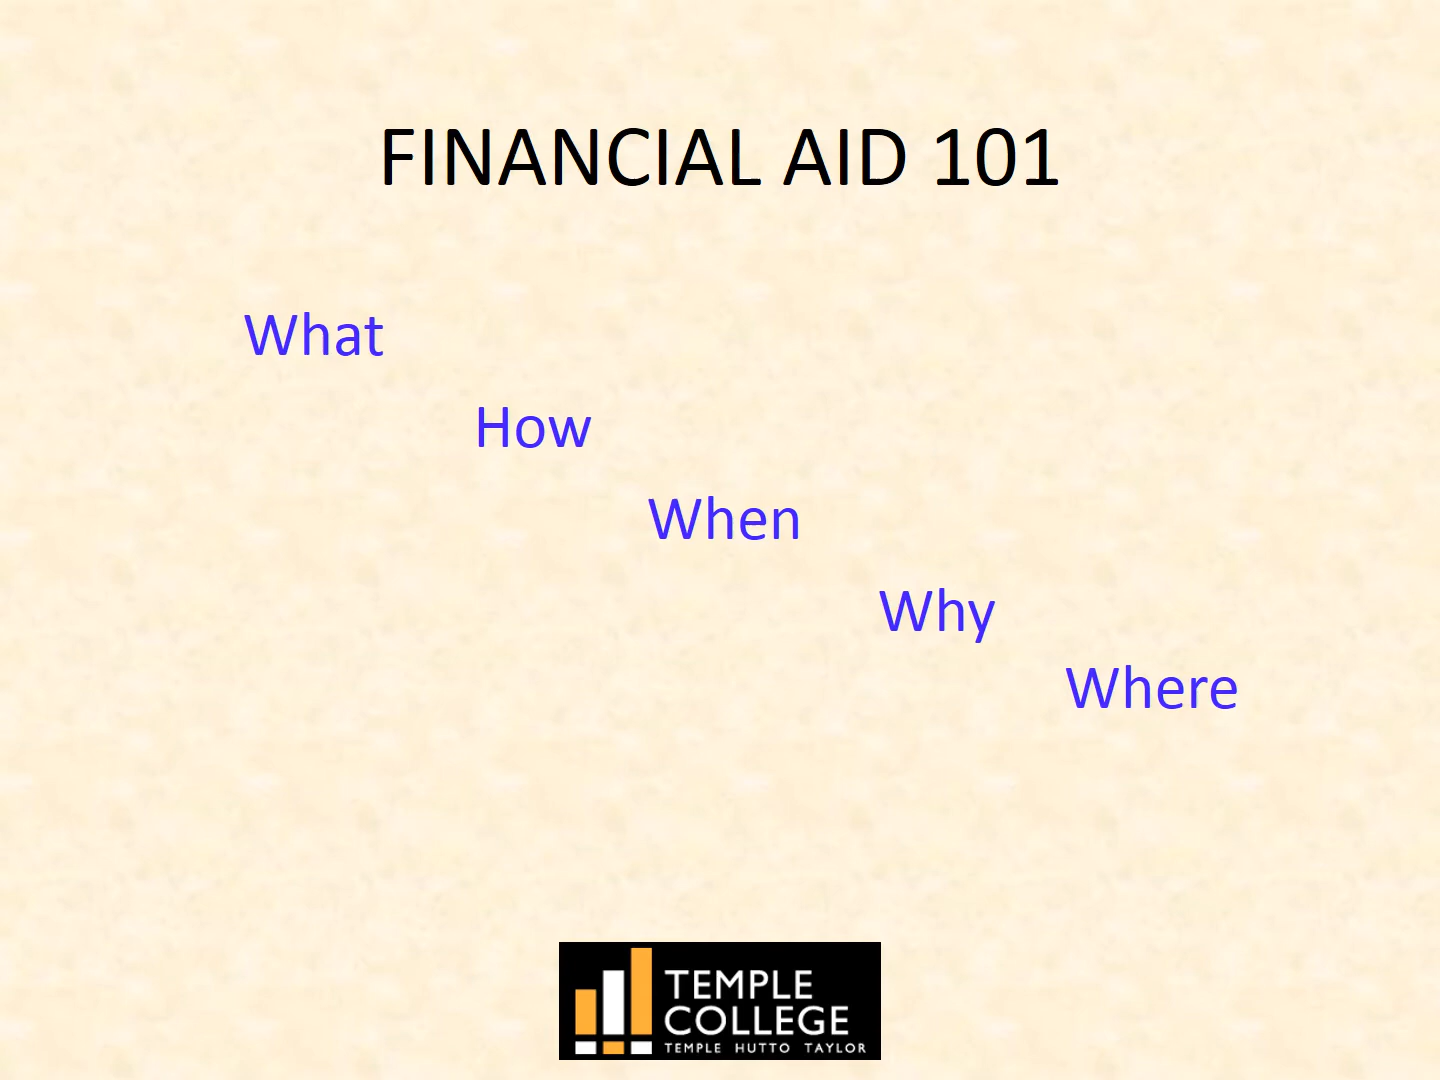 FINANCIAL AID 101
What
How
When
Why
Where
TEMPLE
COLLEGE
TEMPLE HUTTO TAYLOR